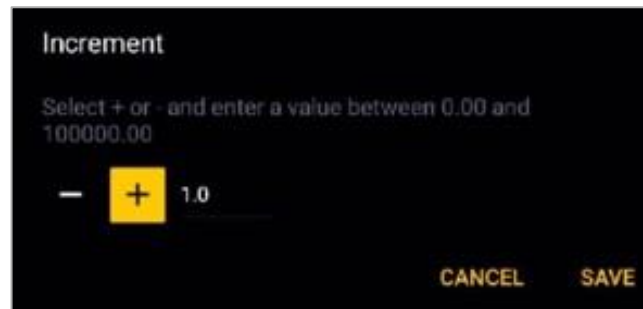 Increment
Select + or - and enter a value between 0.00 and
100000.00
− + 1.0
CANCEL SAVE